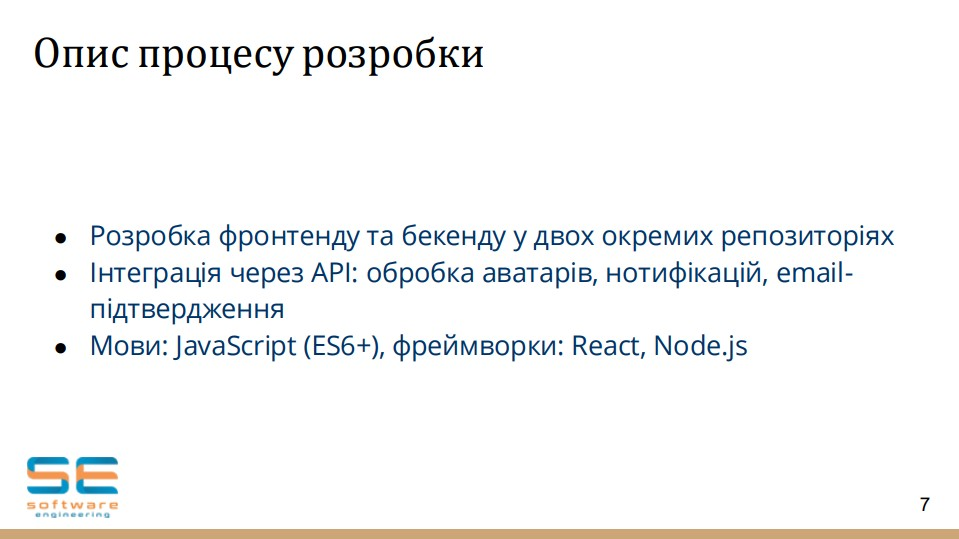 Опис процесу розробки
● Розробка фронтенду та бекенду у двох окремих репозиторіях
● Інтеграція через API: обробка аватарів, нотифікацій, email-
підтвердження
● Мови: JavaScript (ES6+), фреймворки: React, Node.js
SE
software
engineering
7